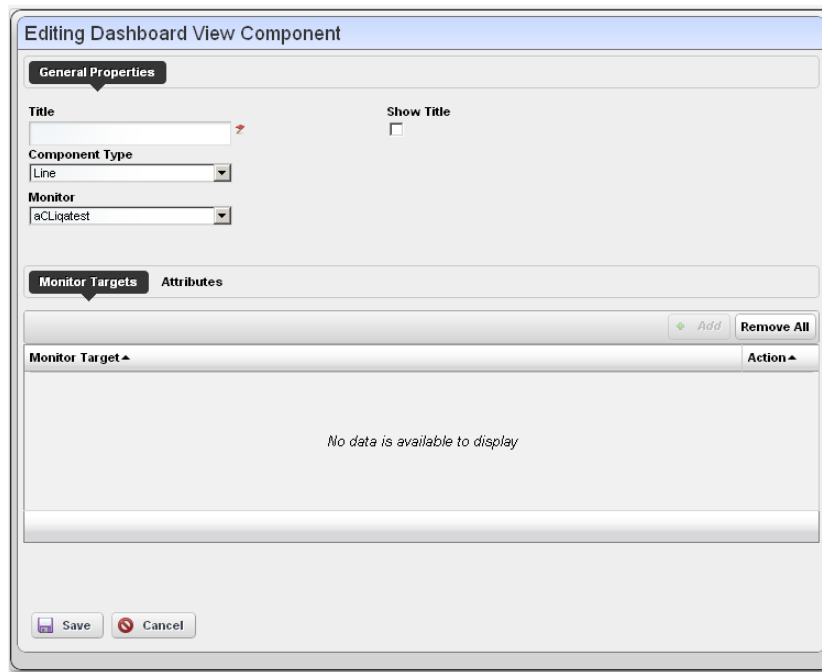 Editing Dashboard View Component
General Properties
Title Show Title
Component Type
Line
Monitor
aCLiqatest
Monitor Targets Attributes
Add Remove All
Monitor Target Action
No data is available to display
Save Cancel